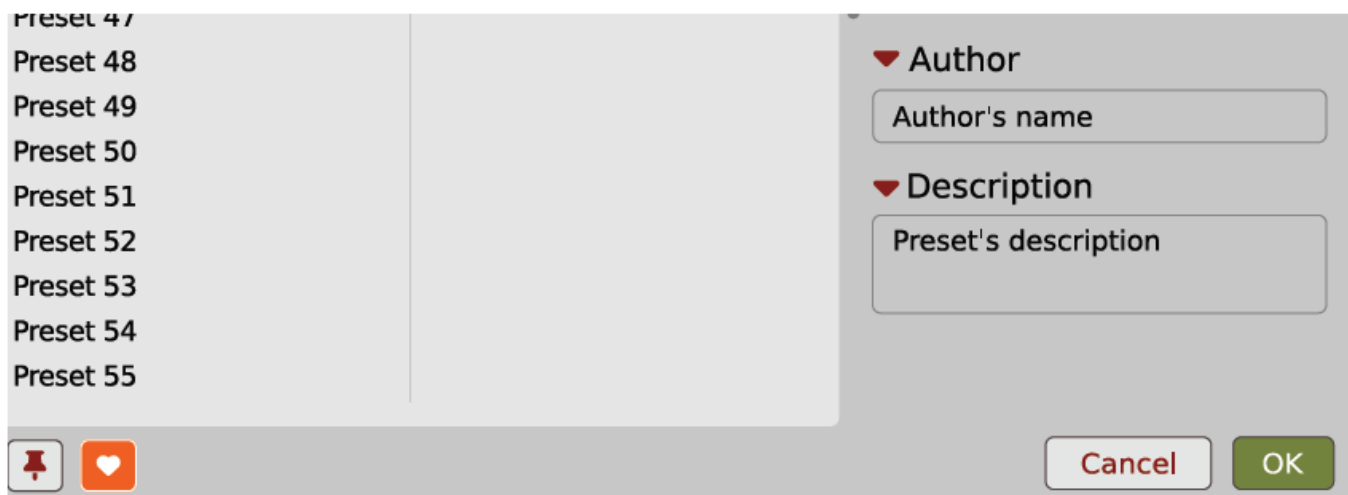 Preset 47
Preset 48
Preset 49
Preset 50
Preset 51
Preset 52
Preset 53
Preset 54
Preset 55
Author
Author's name
Description
Preset's description
Cancel
OK